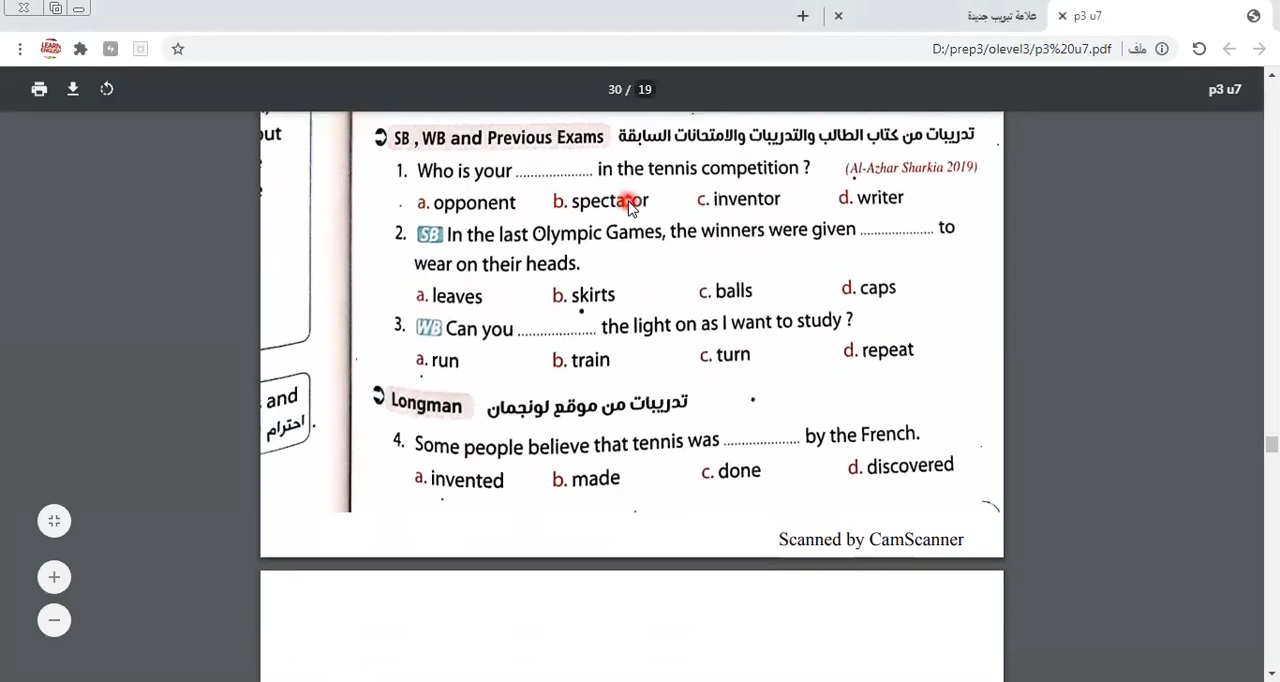 علامة تبويب جديدة
p3 u7
LEARN ENGLISH
D:/prep3/olevel3/p3%20u7.pdf
ملف
30 / 19
p3 u7
out
SB , WB and Previous Exams تدريبات من كتاب الطالب والتدريبات والامتحانات السابقة
1. Who is your .................. in the tennis competition ? (Al-Azhar Sharkia 2019)
a. opponent b. spectator c. inventor d. writer
2. SB In the last Olympic Games, the winners were given .................. to
wear on their heads.
a. leaves b. skirts c. balls d. caps
3. WB Can you .................. the light on as I want to study ?
a. run b. train c. turn d. repeat
and
احترام
Longman تدريبات من موقع لونجمان
4. Some people believe that tennis was .................. by the French.
a. invented b. made c. done d. discovered
Scanned by CamScanner